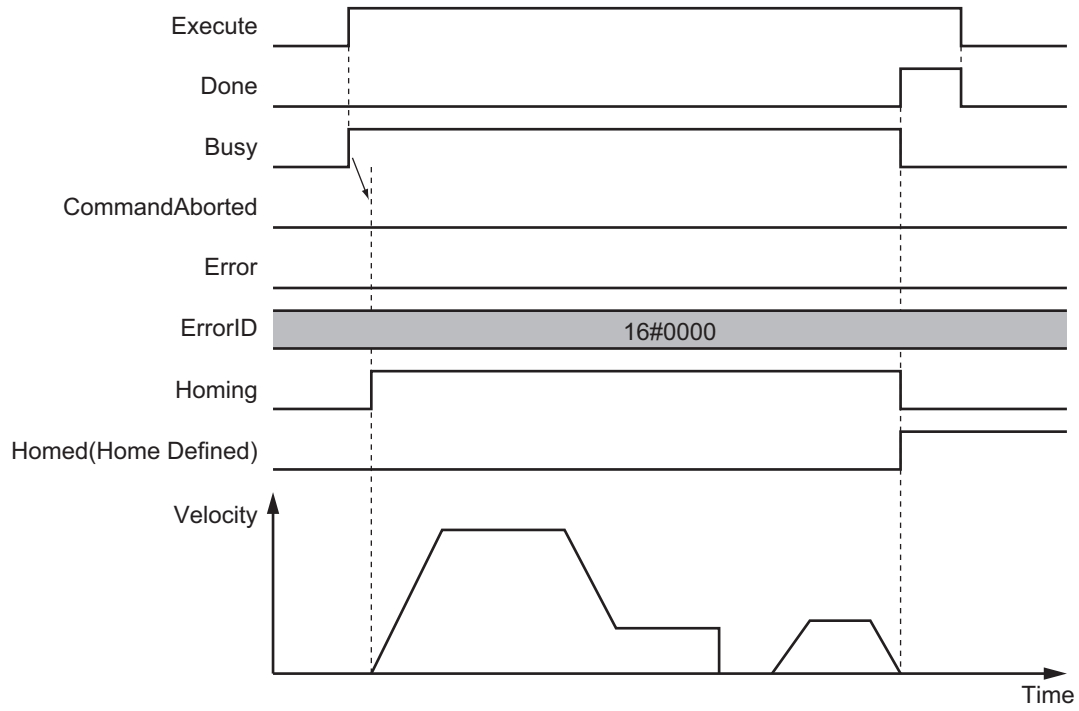 Execute
Done
Busy
CommandAborted
Error
ErrorID
16#0000
Homing
Homed(Home Defined)
Velocity
Time